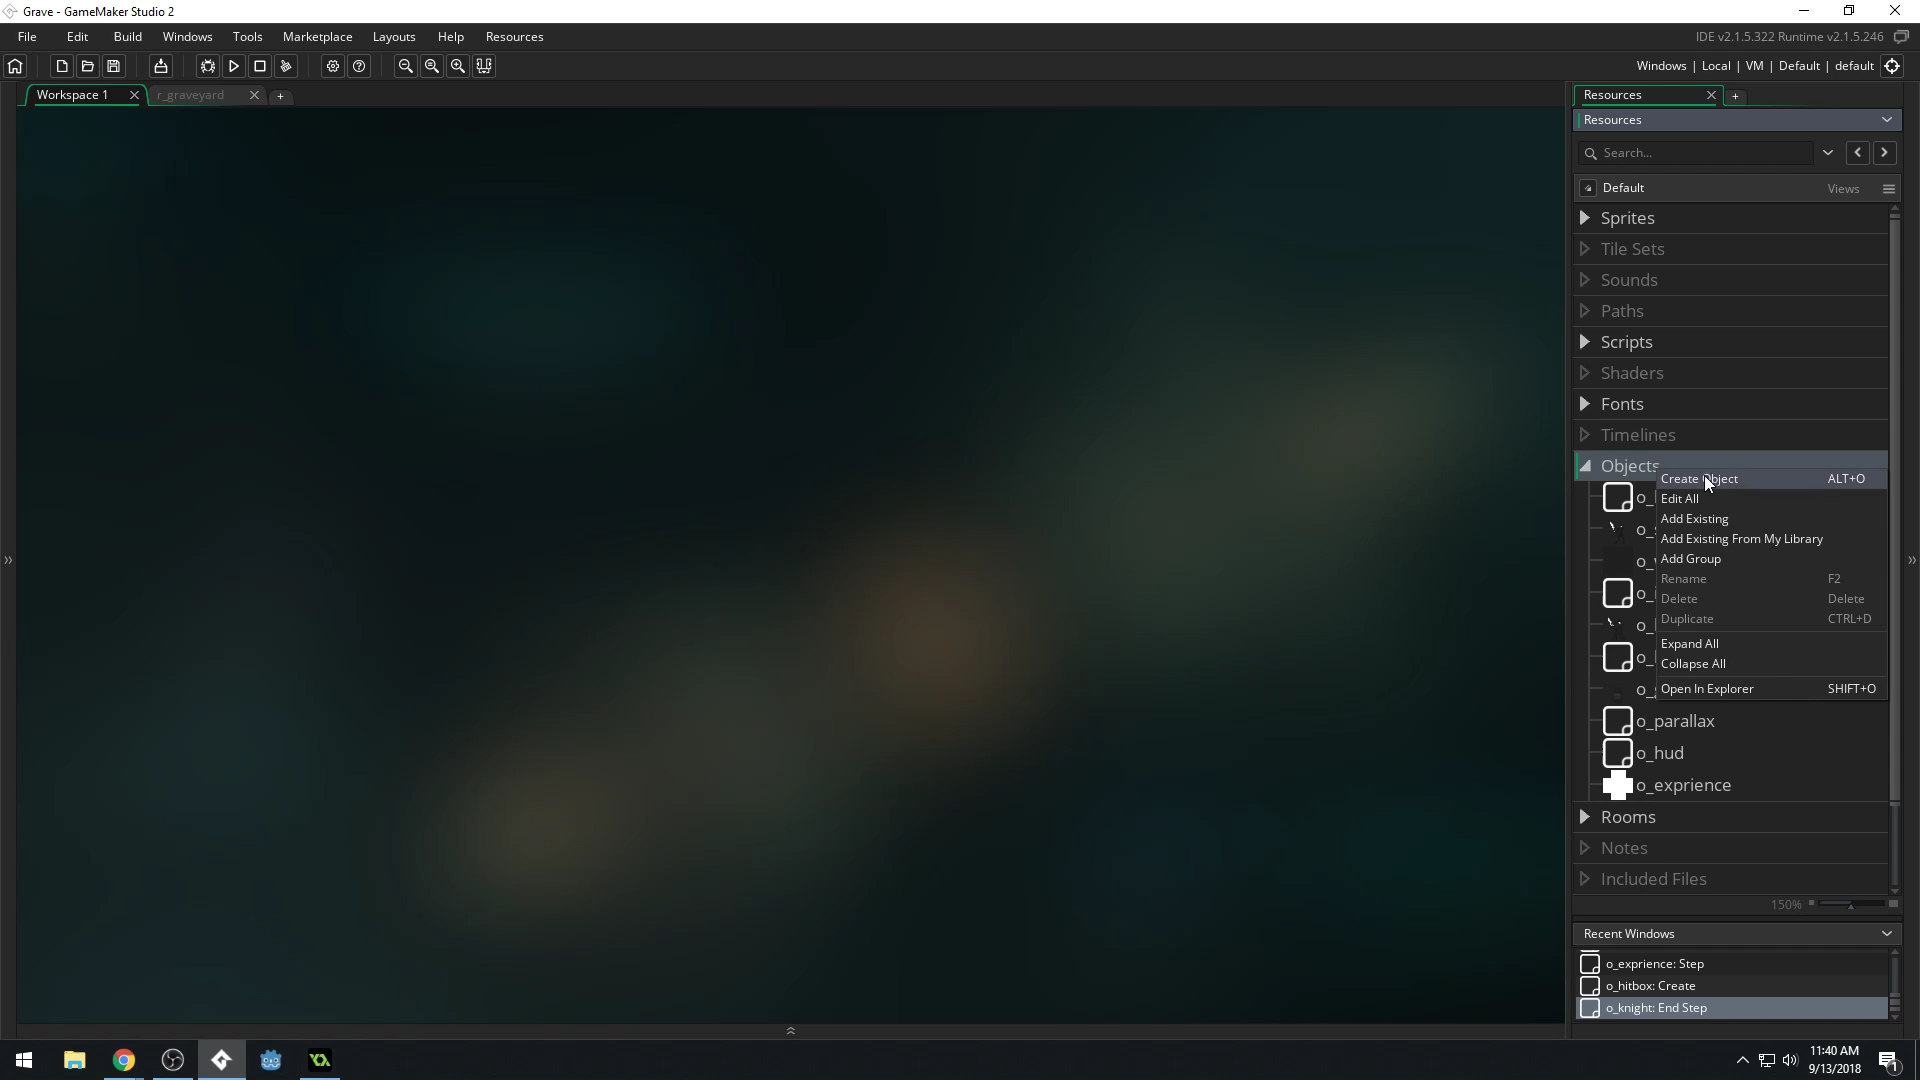 Grave - GameMaker Studio 2
File Edit Build Windows Tools Marketplace Layouts Help Resources
IDE v2.1.5.322 Runtime v2.1.5.246
Windows | Local | VM | Default | default
Workspace 1
r_graveyard
Resources
Resources
Search...
Default
Views
Sprites
Tile Sets
Sounds
Paths
Scripts
Shaders
Fonts
Timelines
Objects
Create Object ALT+O
Edit All
Add Existing
Add Existing From My Library
Add Group
Rename F2
Delete Delete
Duplicate CTRL+D
Expand All
Collapse All
Open In Explorer SHIFT+O
o_parallax
o_hud
o_exprience
Rooms
Notes
Included Files
150%
Recent Windows
o_exprience: Step
o_hitbox: Create
o_knight: End Step
11:40 AM
9/13/2018
1